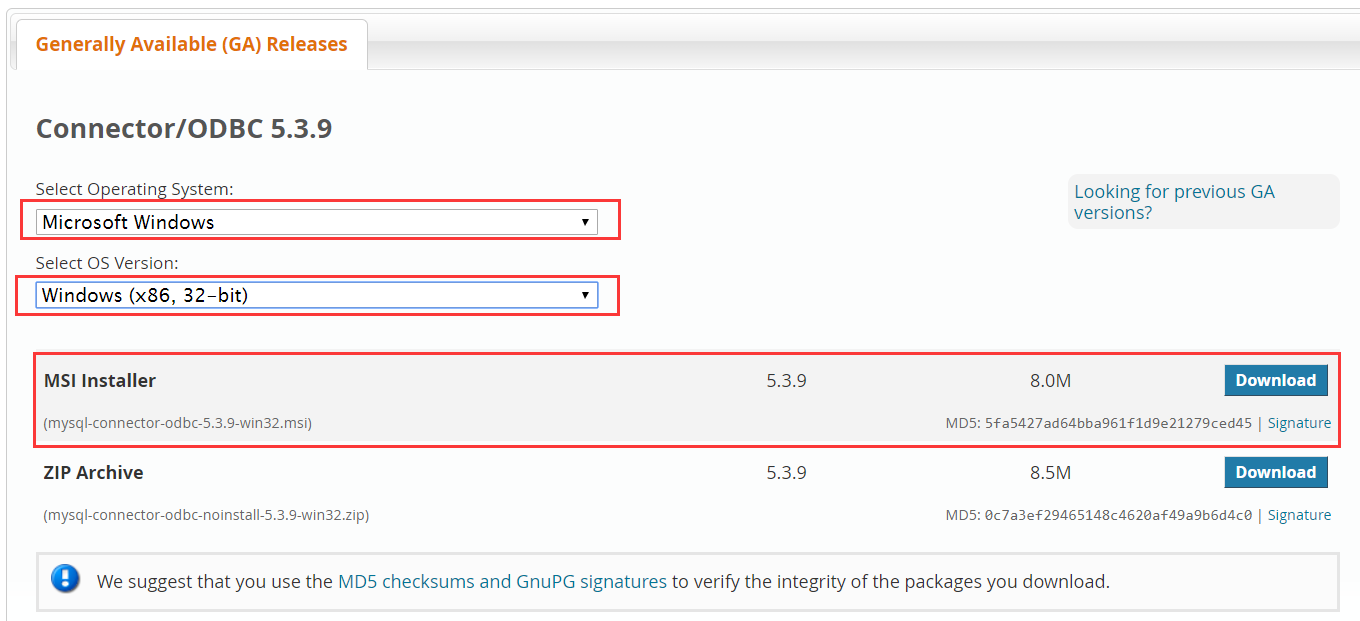 Generally Available (GA) Releases
Connector/ODBC 5.3.9
Select Operating System:
Looking for previous GA
versions?
Microsoft Windows
Select OS Version:
Windows (x86, 32-bit)
MSI Installer 5.3.9 8.0M Download
(mysql-connector-odbc-5.3.9-win32.msi) MD5: 5fa5427ad64bba961f1d9e21279ced45 | Signature
ZIP Archive 5.3.9 8.5M Download
(mysql-connector-odbc-noinstall-5.3.9-win32.zip) MD5: 0c7a3ef29465148c4620af49a9b6d4c0 | Signature
We suggest that you use the MD5 checksums and GnuPG signatures to verify the integrity of the packages you download.